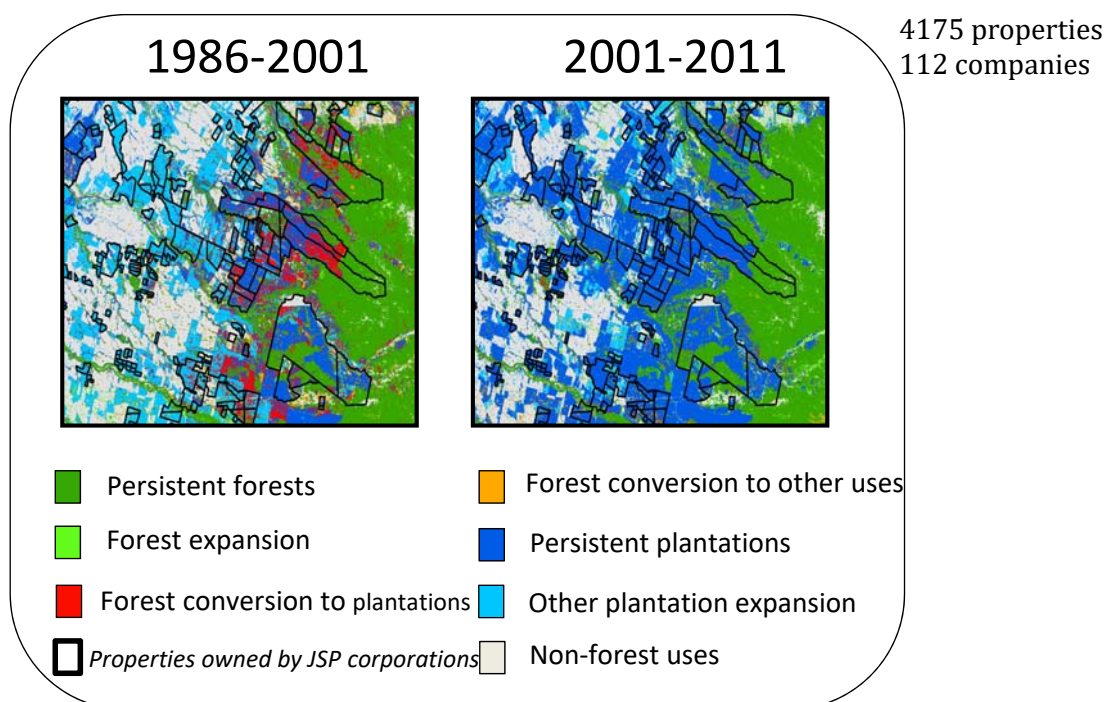 4175 properties
112 companies
1986-2001
2001-2011
Persistent forests
Forest expansion
Forest conversion to plantations
Properties owned by JSP corporations
Forest conversion to other uses
Persistent plantations
Other plantation expansion
Non-forest uses